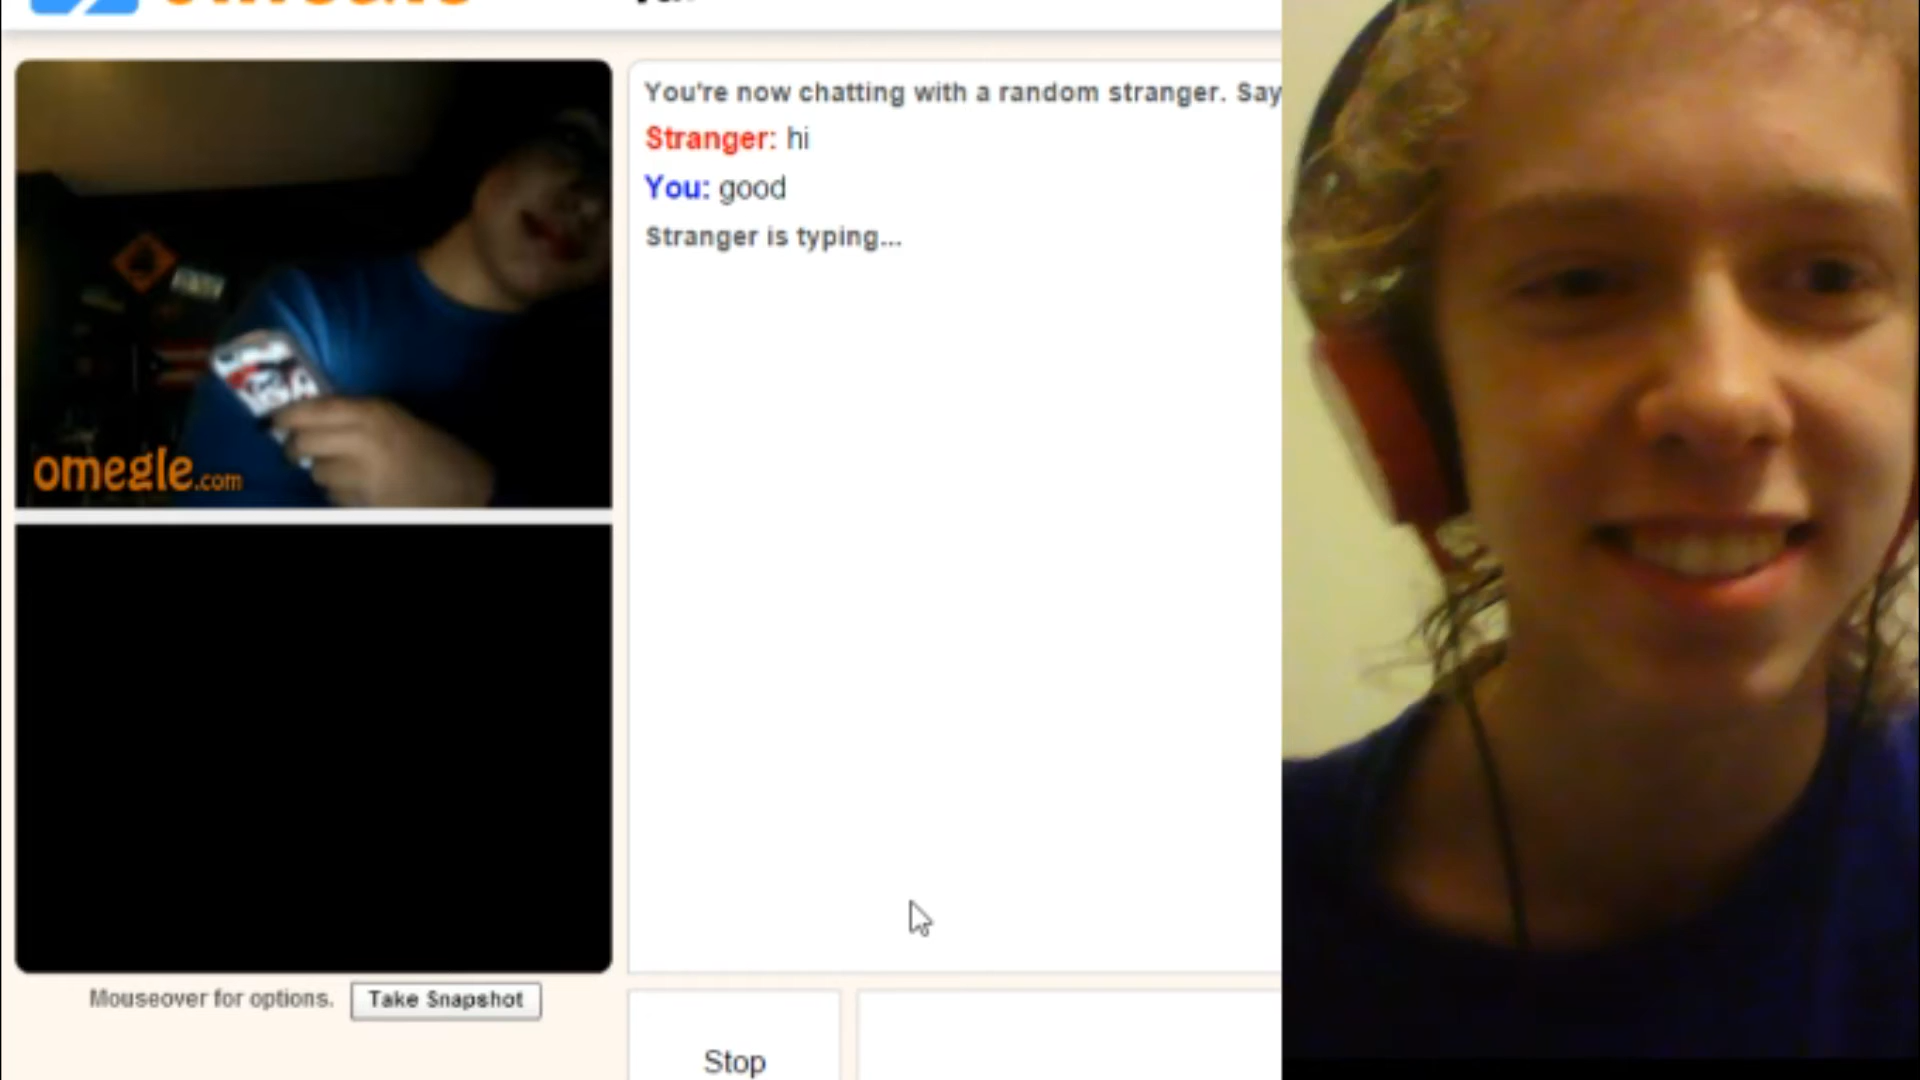 You're now chatting with a random stranger. Say
Stranger: hi
You: good
Stranger is typing...
omegle.com
Mouseover for options.
Take Snapshot
Stop